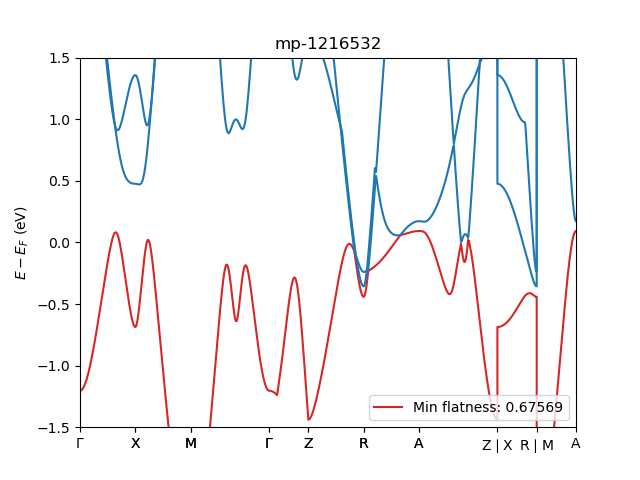 mp-1216532
E − E_F (eV)
1.5
1.0
0.5
0.0
−0.5
−1.0
−1.5
Min flatness: 0.67569
Γ X M Γ Z R A Z | X R | M A